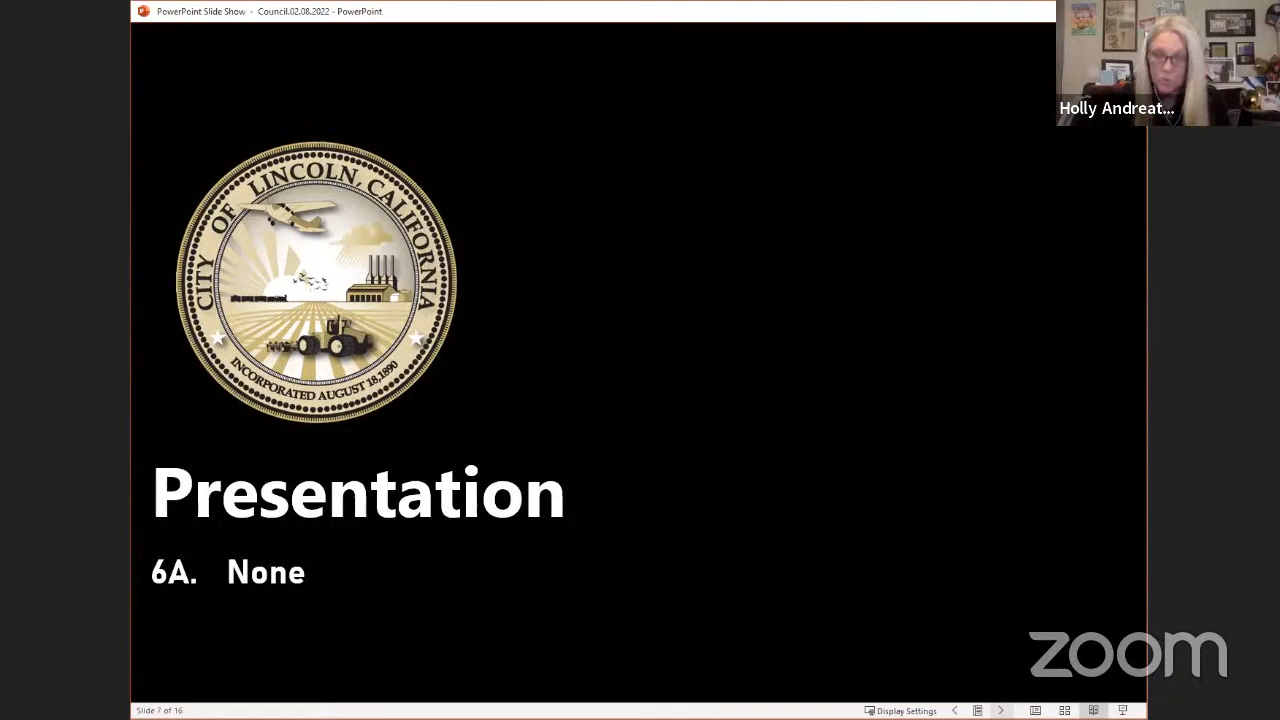 PowerPoint Slide Show - Council.02.08.2022 - PowerPoint
Holly Andreat...
CITY OF LINCOLN, CALIFORNIA
INCORPORATED AUGUST 18,1890
Presentation
6A. None
zoom
Slide 7 of 16
Display Settings